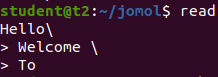 student@t2:~/jomol$ read
Hello\
> Welcome \
> To